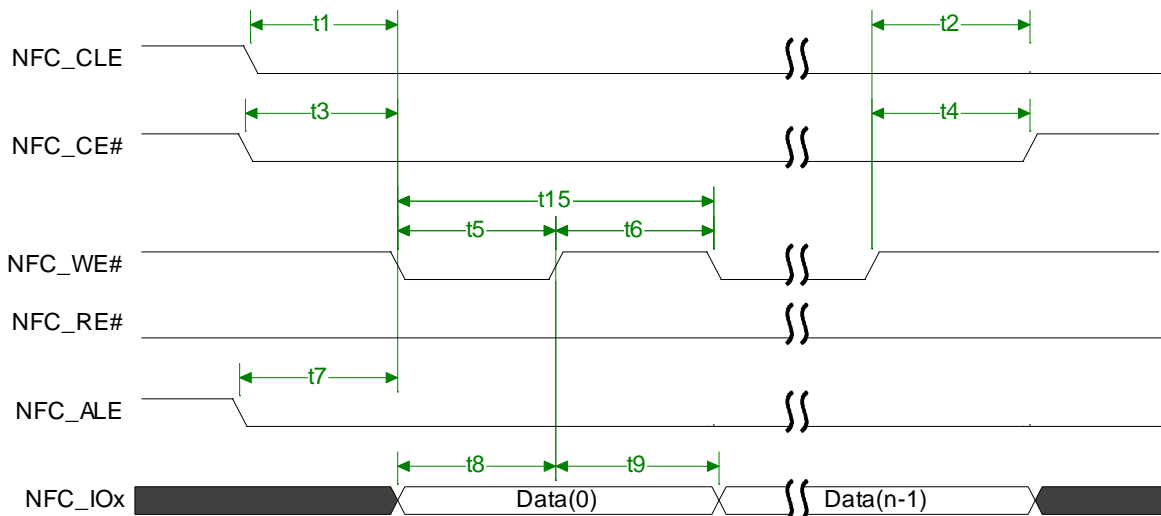 t1
t2
NFC_CLE
t3
t4
NFC_CE#
t15
t5
t6
NFC_WE#
NFC_RE#
t7
NFC_ALE
t8
t9
NFC_IOx
Data(0)
Data(n-1)